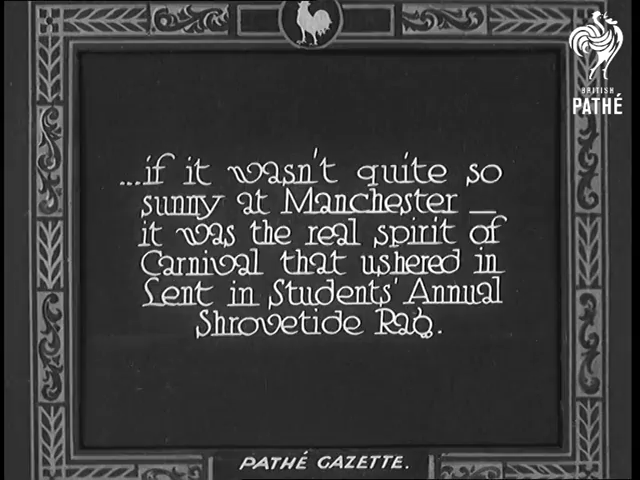 BRITISH
PATHÉ
...if it wasn't quite so
sunny at Manchester —
it was the real spirit of
Carnival that ushered in
Lent in Students' Annual
Shrovetide Rag.
PATHÉ GAZETTE.